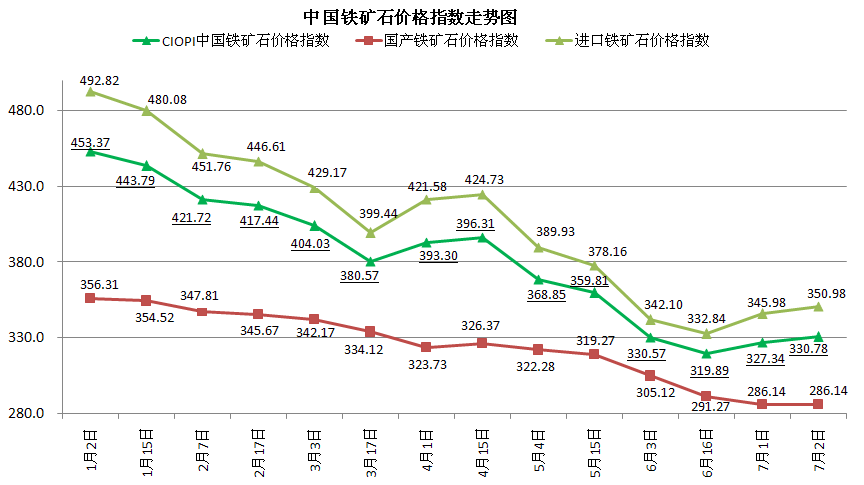 中国铁矿石价格指数走势图
CIOPI中国铁矿石价格指数 国产铁矿石价格指数 进口铁矿石价格指数
492.82
480.08
480.0
453.37
451.76
446.61
443.79
429.17
430.0
421.72
417.44
404.03
399.44
421.58
424.73
396.31
393.30
389.93
380.57
380.0
378.16
368.85
359.81
356.31
354.52
347.81
345.67
342.17
334.12
330.0
323.73
326.37
322.28
319.27
342.10
332.84
345.98
350.98
330.57
319.89
327.34
330.78
305.12
291.27
286.14
286.14
280.0
1月2日
1月15日
2月7日
2月17日
3月3日
3月17日
4月1日
4月15日
5月4日
5月15日
6月3日
6月16日
7月1日
7月2日